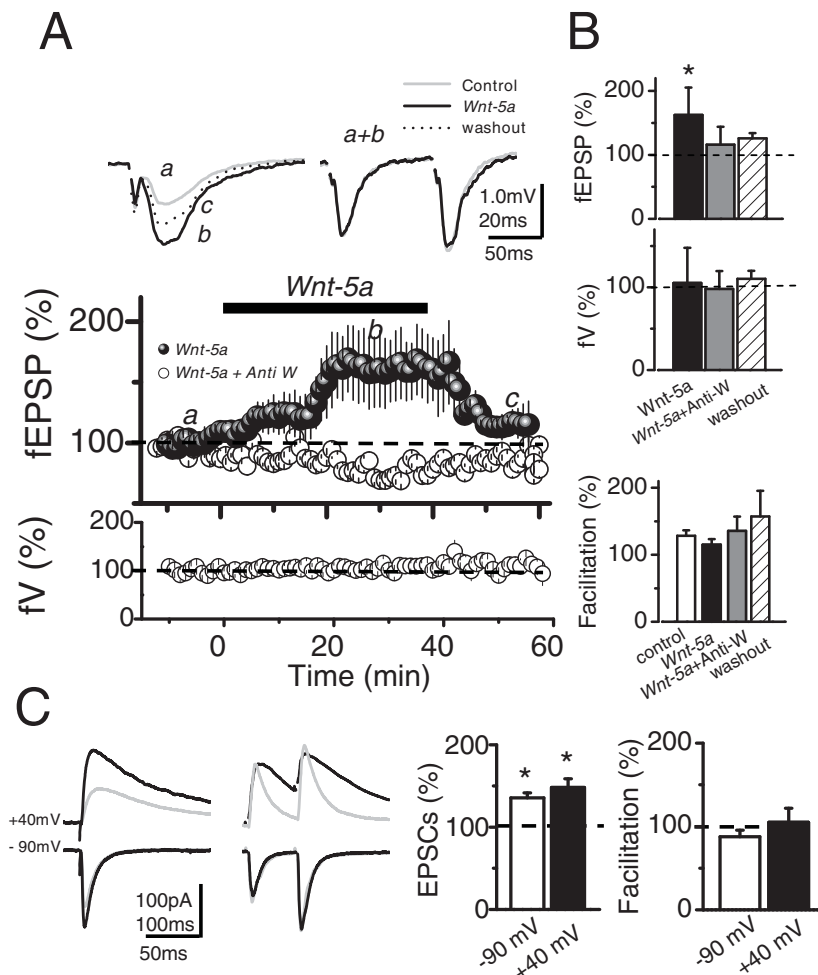 A
Control
Wnt-5a
washout
a
a+b
c
b
1.0mV
20ms
50ms
Wnt-5a
fEPSP (%)
200
100
Wnt-5a
Wnt-5a + Anti W
a
b
c
fV (%)
200
100
0
0
20
40
60
Time (min)
B
*
fEPSP (%)
200
100
0
fV (%)
100
0
Wnt-5a
Wnt-5a+Anti-W
washout
Facilitation (%)
200
100
0
control
Wnt-5a
Wnt-5a+Anti-W
washout
C
+40mV
- 90mV
100pA
100ms
50ms
EPSCs (%)
200
100
0
*
*
-90 mV
+40 mV
Facilitation (%)
200
100
0
-90 mV
+40 mV